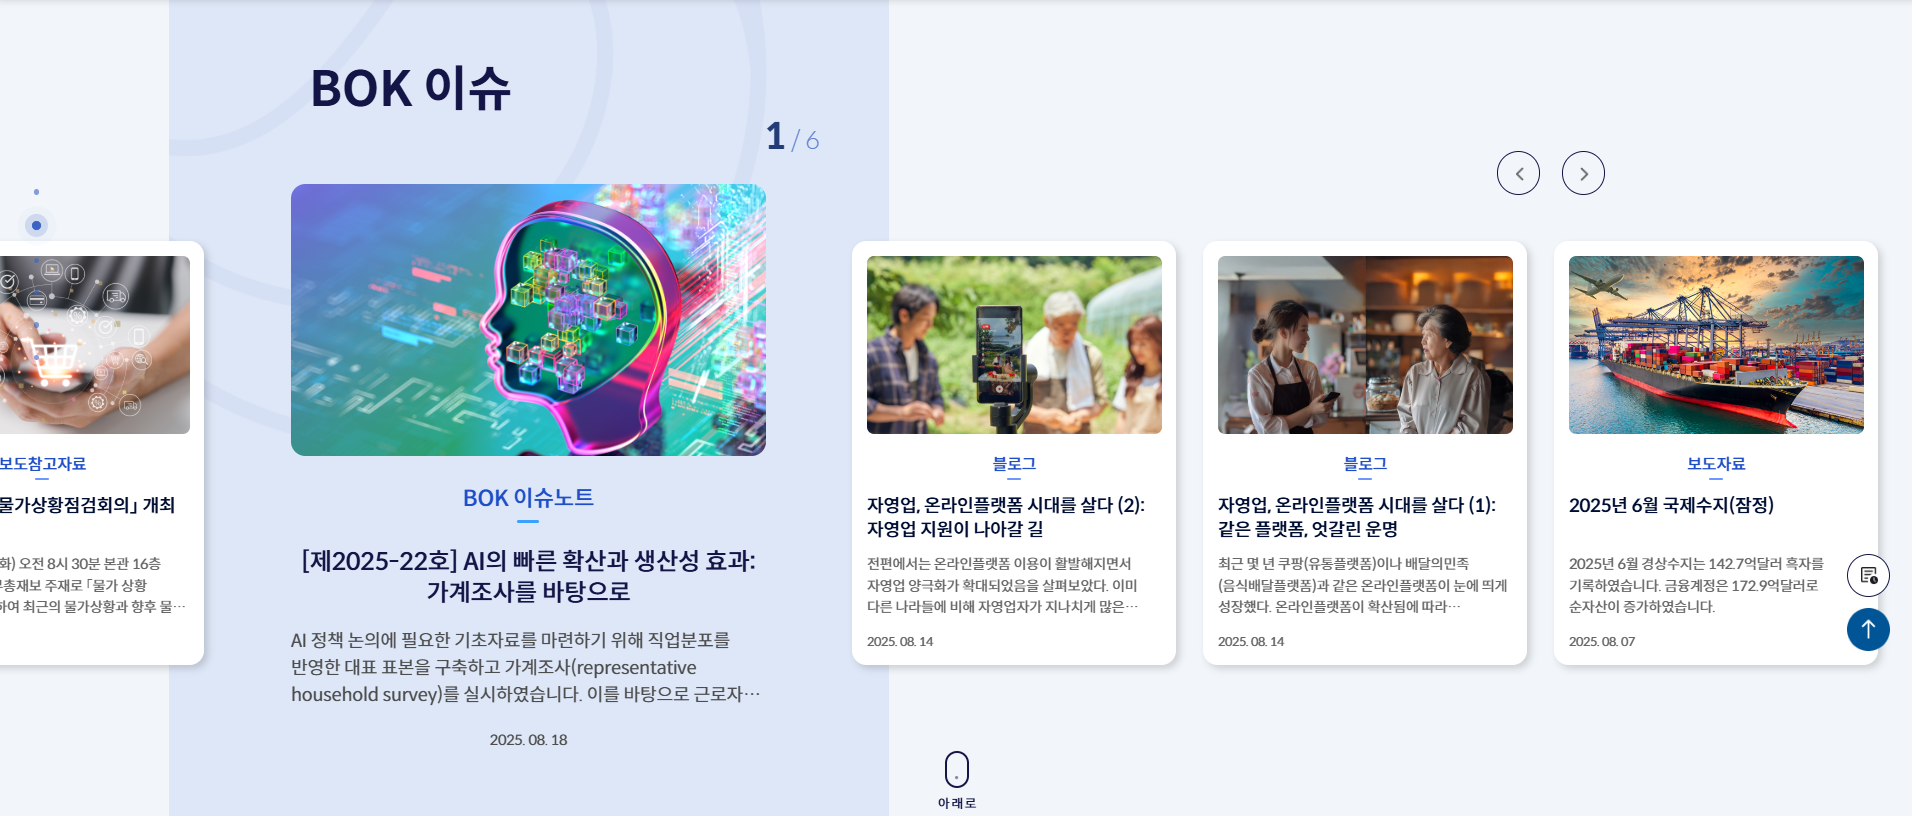 BOK 이슈
1 / 6
보도참고자료
물가상황점검회의」 개최
화) 오전 8시 30분 본관 16층
부총재보 주재로 「물가 상황
하여 최근의 물가상황과 향후 물…
BOK 이슈노트
[제2025-22호] AI의 빠른 확산과 생산성 효과:
가계조사를 바탕으로
AI 정책 논의에 필요한 기초자료를 마련하기 위해 직업분포를
반영한 대표 표본을 구축하고 가계조사(representative
household survey)를 실시하였습니다. 이를 바탕으로 근로자…
2025. 08. 18
블로그
자영업, 온라인플랫폼 시대를 살다 (2):
자영업 지원이 나아갈 길
전편에서는 온라인플랫폼 이용이 활발해지면서
자영업 양극화가 확대되었음을 살펴보았다. 이미
다른 나라들에 비해 자영업자가 지나치게 많은…
2025. 08. 14
블로그
자영업, 온라인플랫폼 시대를 살다 (1):
같은 플랫폼, 엇갈린 운명
최근 몇 년 쿠팡(유통플랫폼)이나 배달의민족
(음식배달플랫폼)과 같은 온라인플랫폼이 눈에 띄게
성장했다. 온라인플랫폼이 확산됨에 따라…
2025. 08. 14
보도자료
2025년 6월 국제수지(잠정)
2025년 6월 경상수지는 142.7억달러 흑자를
기록하였습니다. 금융계정은 172.9억달러로
순자산이 증가하였습니다.
2025. 08. 07
아래로